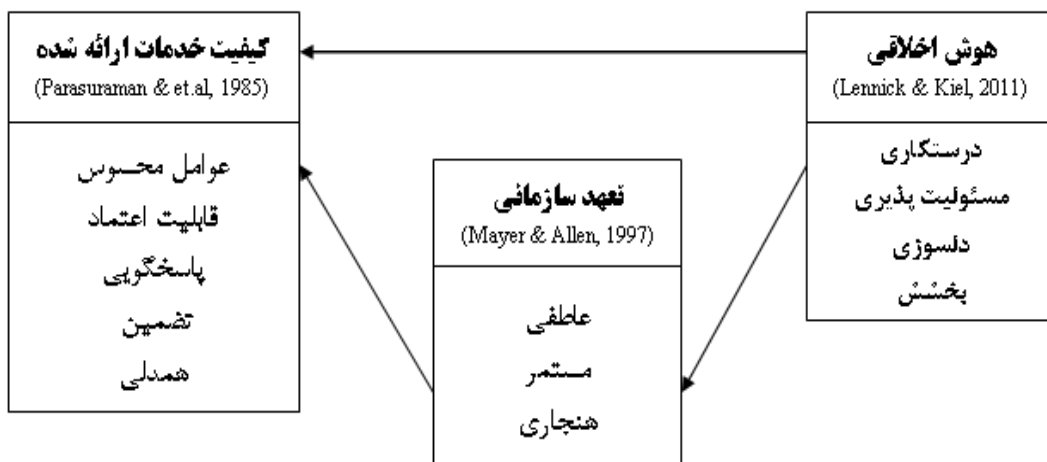 هوش اخلاقی
(Lennick & Kiel, 2011)
درستکاری
مسئولیت پذیری
دلسوزی
بخشش
تعهد سازمانی
(Mayer & Allen, 1997)
عاطفی
مستمر
هنجاری
کیفیت خدمات ارائه شده
(Parasuraman & et.al, 1985)
عوامل محسوس
قابلیت اعتماد
پاسخگویی
تضمین
همدلی